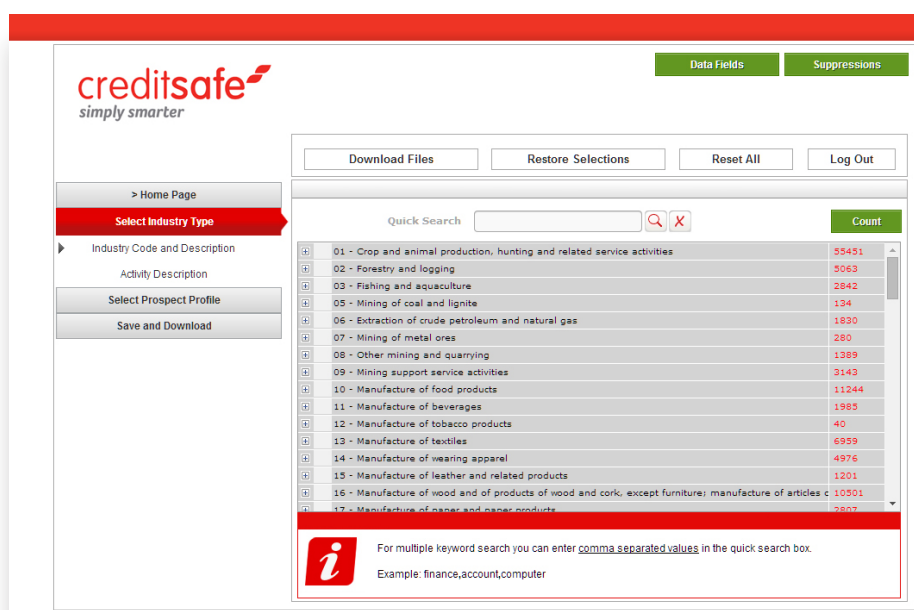 creditsafe
simply smarter
Data Fields
Suppressions
Download Files
Restore Selections
Reset All
Log Out
> Home Page
Select Industry Type
Industry Code and Description
Activity Description
Select Prospect Profile
Save and Download
Quick Search
Count
01 - Crop and animal production, hunting and related service activities 55451
02 - Forestry and logging 5063
03 - Fishing and aquaculture 2842
05 - Mining of coal and lignite 134
06 - Extraction of crude petroleum and natural gas 1830
07 - Mining of metal ores 280
08 - Other mining and quarrying 1389
09 - Mining support service activities 3143
10 - Manufacture of food products 11244
11 - Manufacture of beverages 1985
12 - Manufacture of tobacco products 40
13 - Manufacture of textiles 6959
14 - Manufacture of wearing apparel 4976
15 - Manufacture of leather and related products 1201
16 - Manufacture of wood and of products of wood and cork, except furniture; manufacture of articles 10501
17 - Manufacture of paper and paper products 2807
i
For multiple keyword search you can enter comma separated values in the quick search box.
Example: finance,account,computer